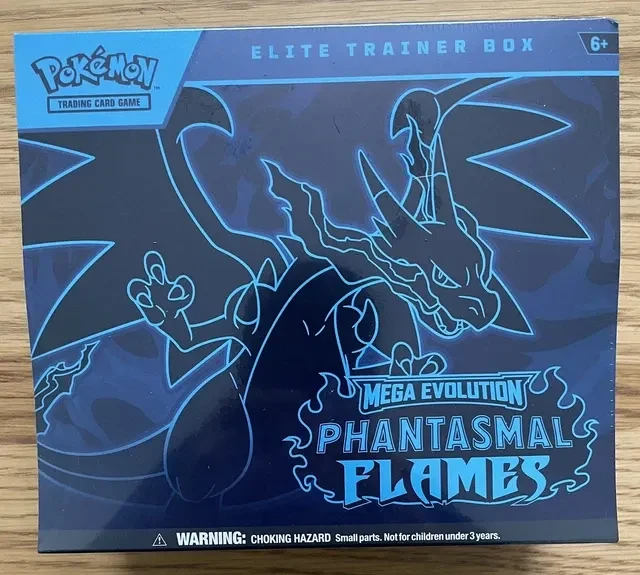 ELITE TRAINER BOX
6+
POKéMON
TRADING CARD GAME
MEGA EVOLUTION
PHANTASMAL
FLAMES
⚠ WARNING: CHOKING HAZARD Small parts. Not for children under 3 years.